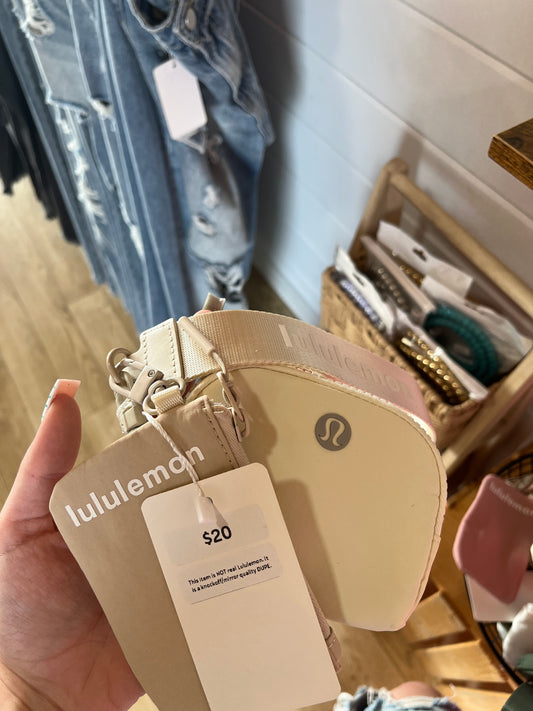 lululemon
lululemon
$20
This item is NOT real Lululemon. It
is a knockoff/mirror quality DUPE.
lululemon